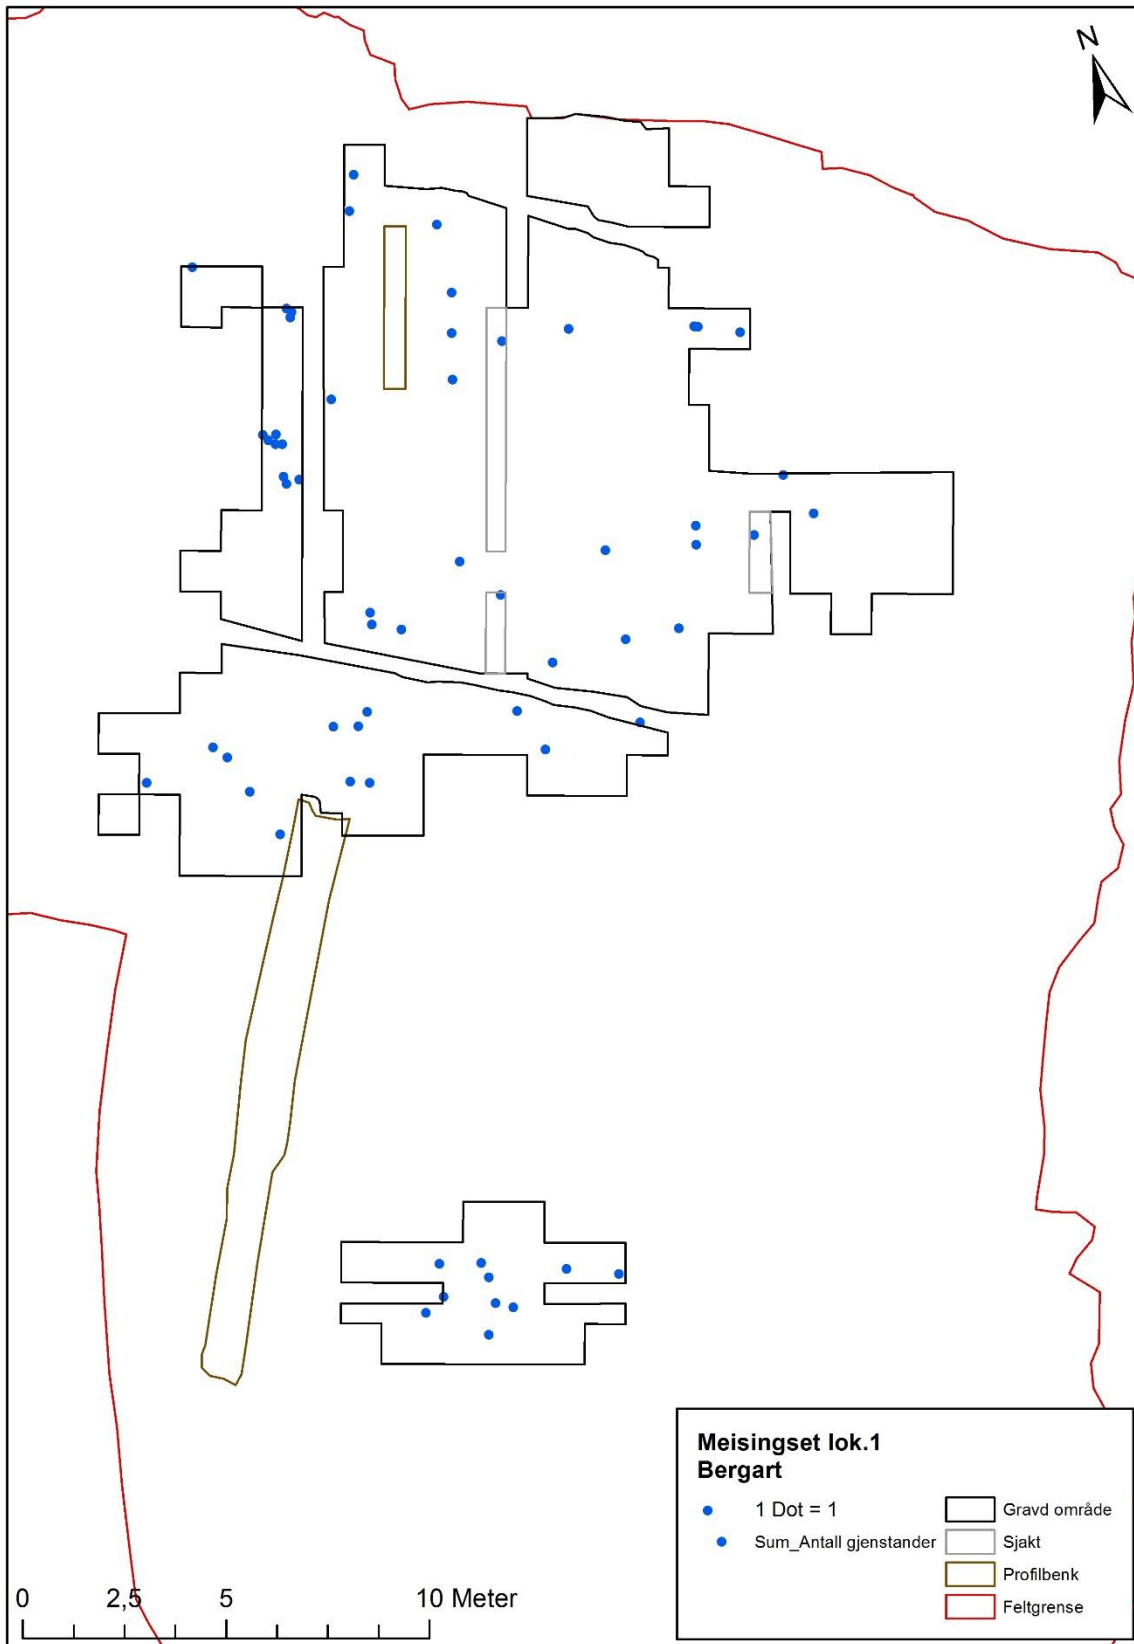 N
0 2,5 5 10 Meter
Meisingset lok.1
Bergart
1 Dot = 1
Sum_Antall gjenstander
Gravd område
Sjakt
Profilbenk
Feltgrense